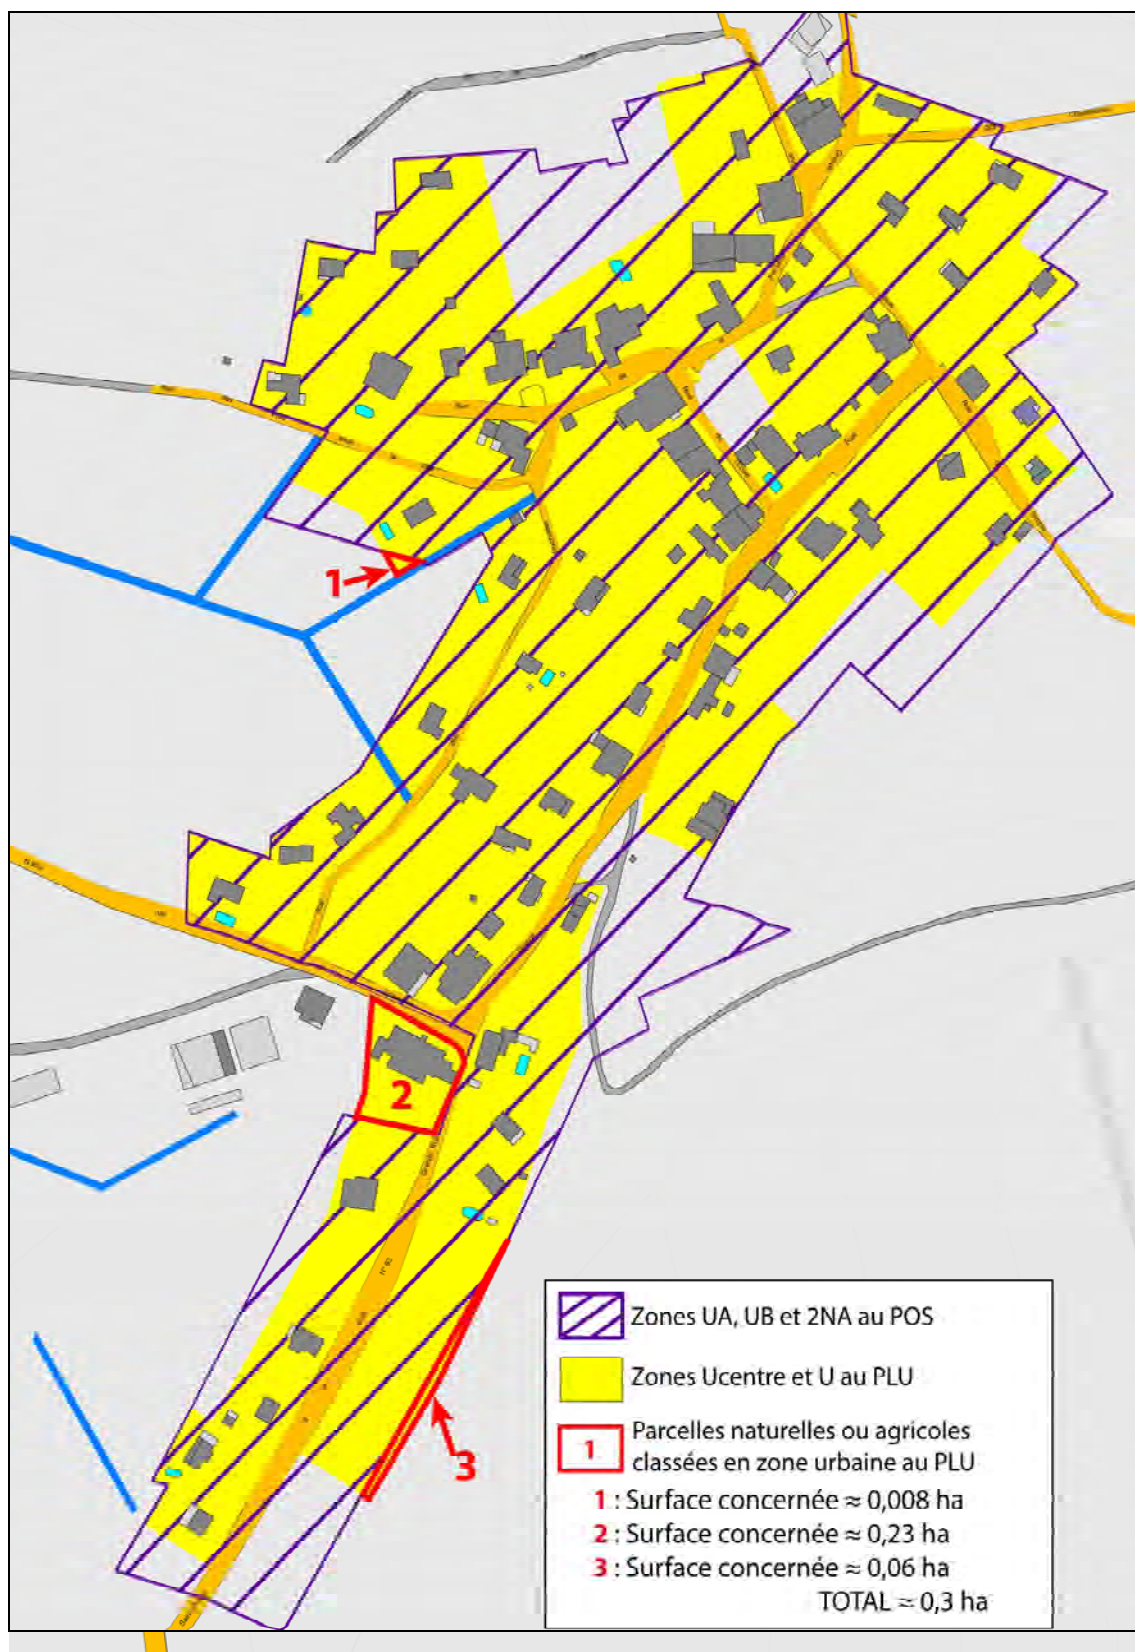 1
2
3
Zones UA, UB et 2NA au POS
Zones Ucentre et U au PLU
1
Parcelles naturelles ou agricoles
classées en zone urbaine au PLU
1 : Surface concernée ≈ 0,008 ha
2 : Surface concernée ≈ 0,23 ha
3 : Surface concernée ≈ 0,06 ha
TOTAL ≈ 0,3 ha